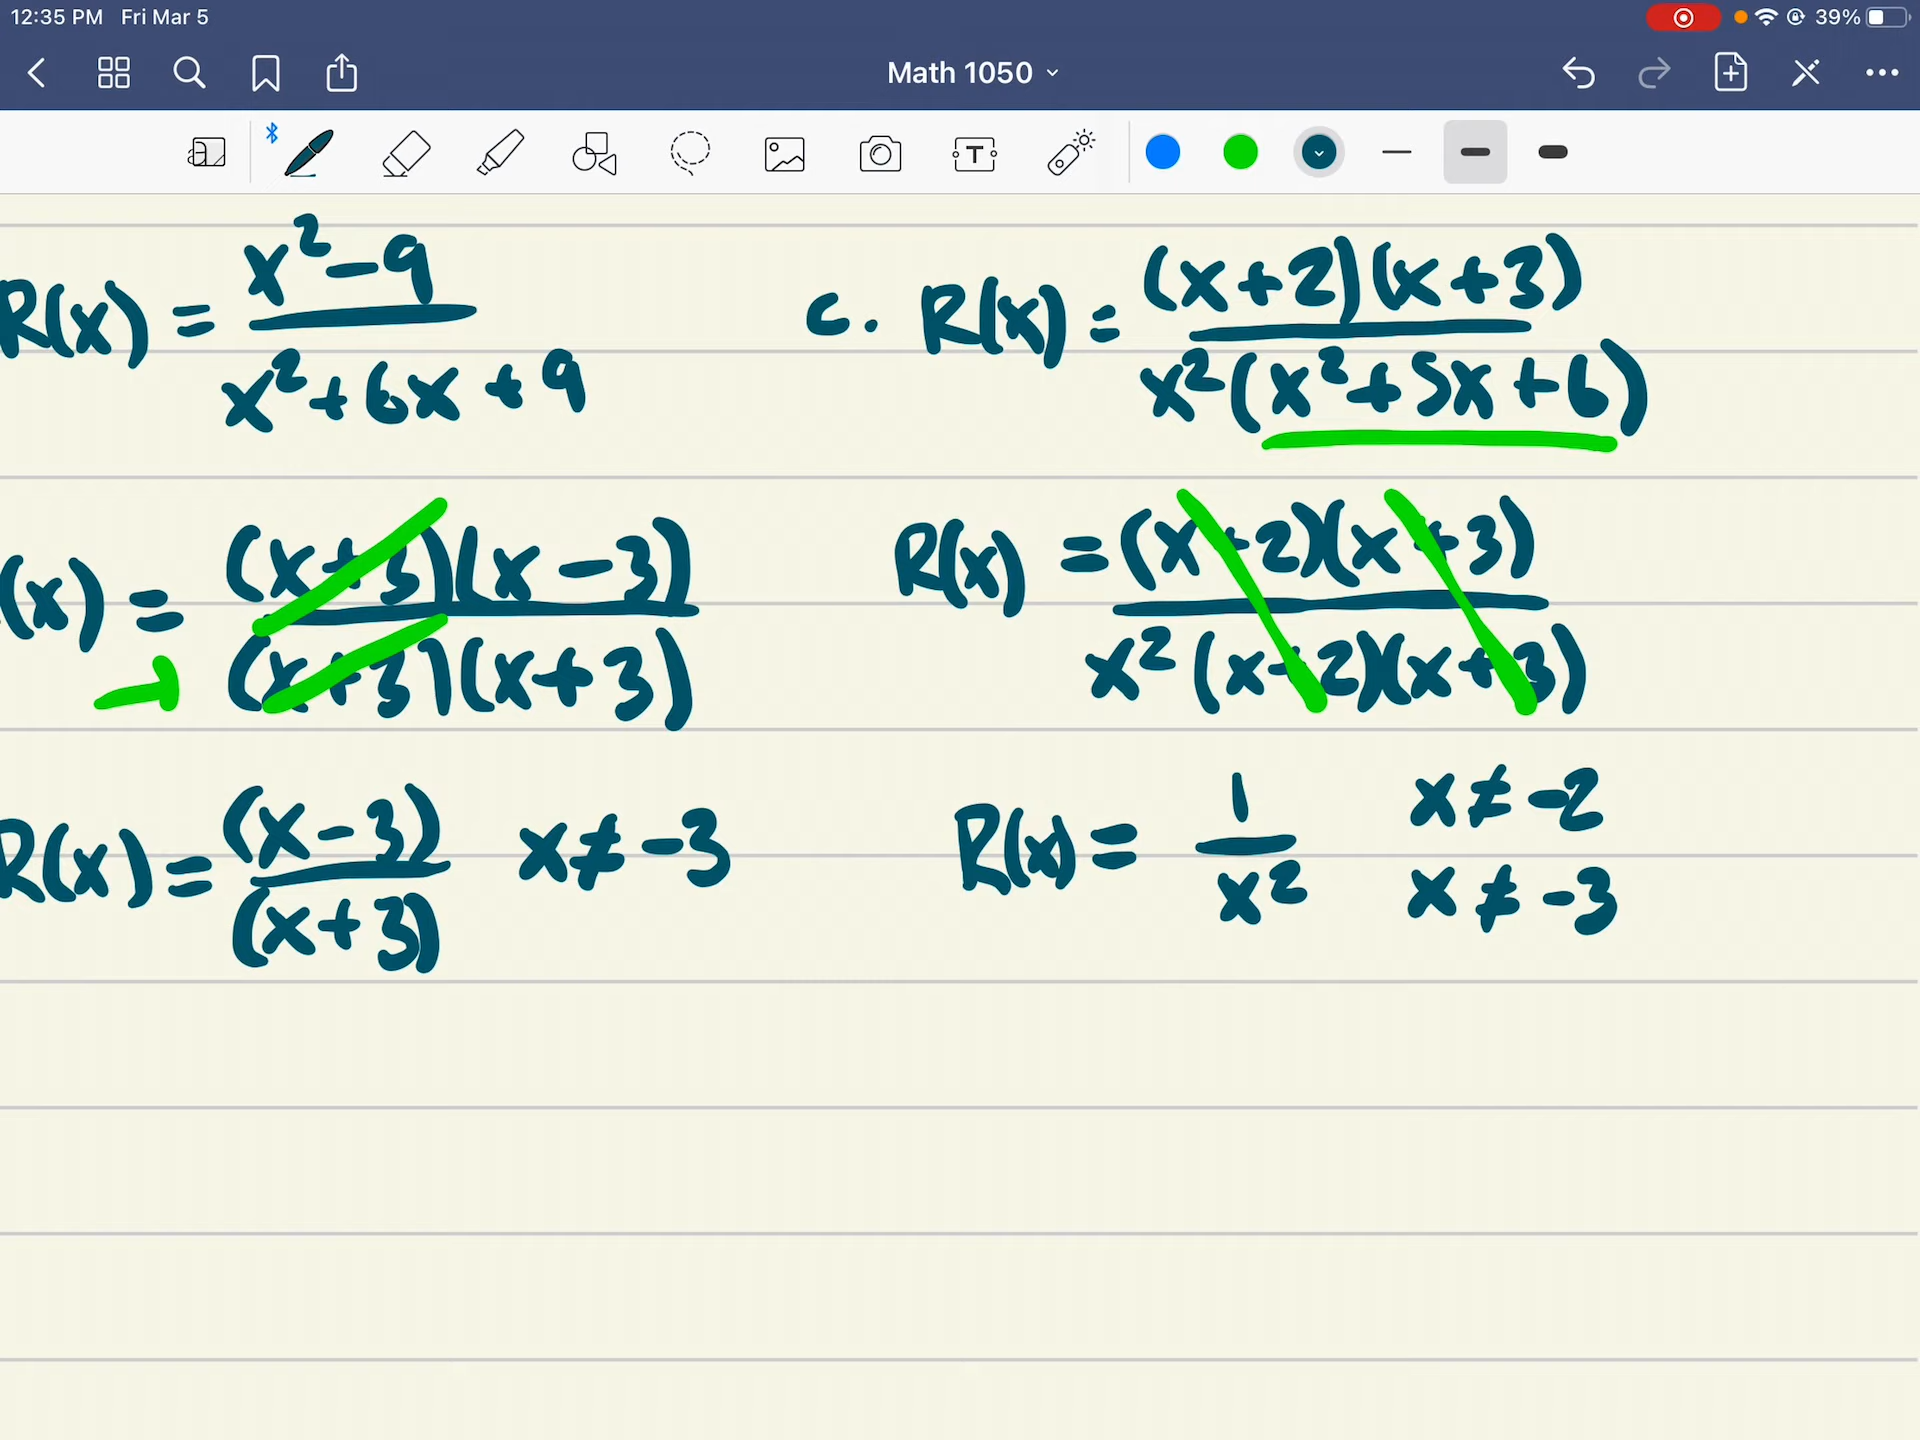 12:35 PM Fri Mar 5 39%
Math 1050
R(x) = x²-9 / x²+6x+9
(x) = (x+3)(x-3) / (x+3)(x+3)
R(x) = (x-3) / (x+3) x≠-3
c. R(x) = (x+2)(x+3) / x²(x²+5x+6)
R(x) = (x+2)(x+3) / x²(x+2)(x+3)
R(x) = 1 / x² x≠-2
x≠-3